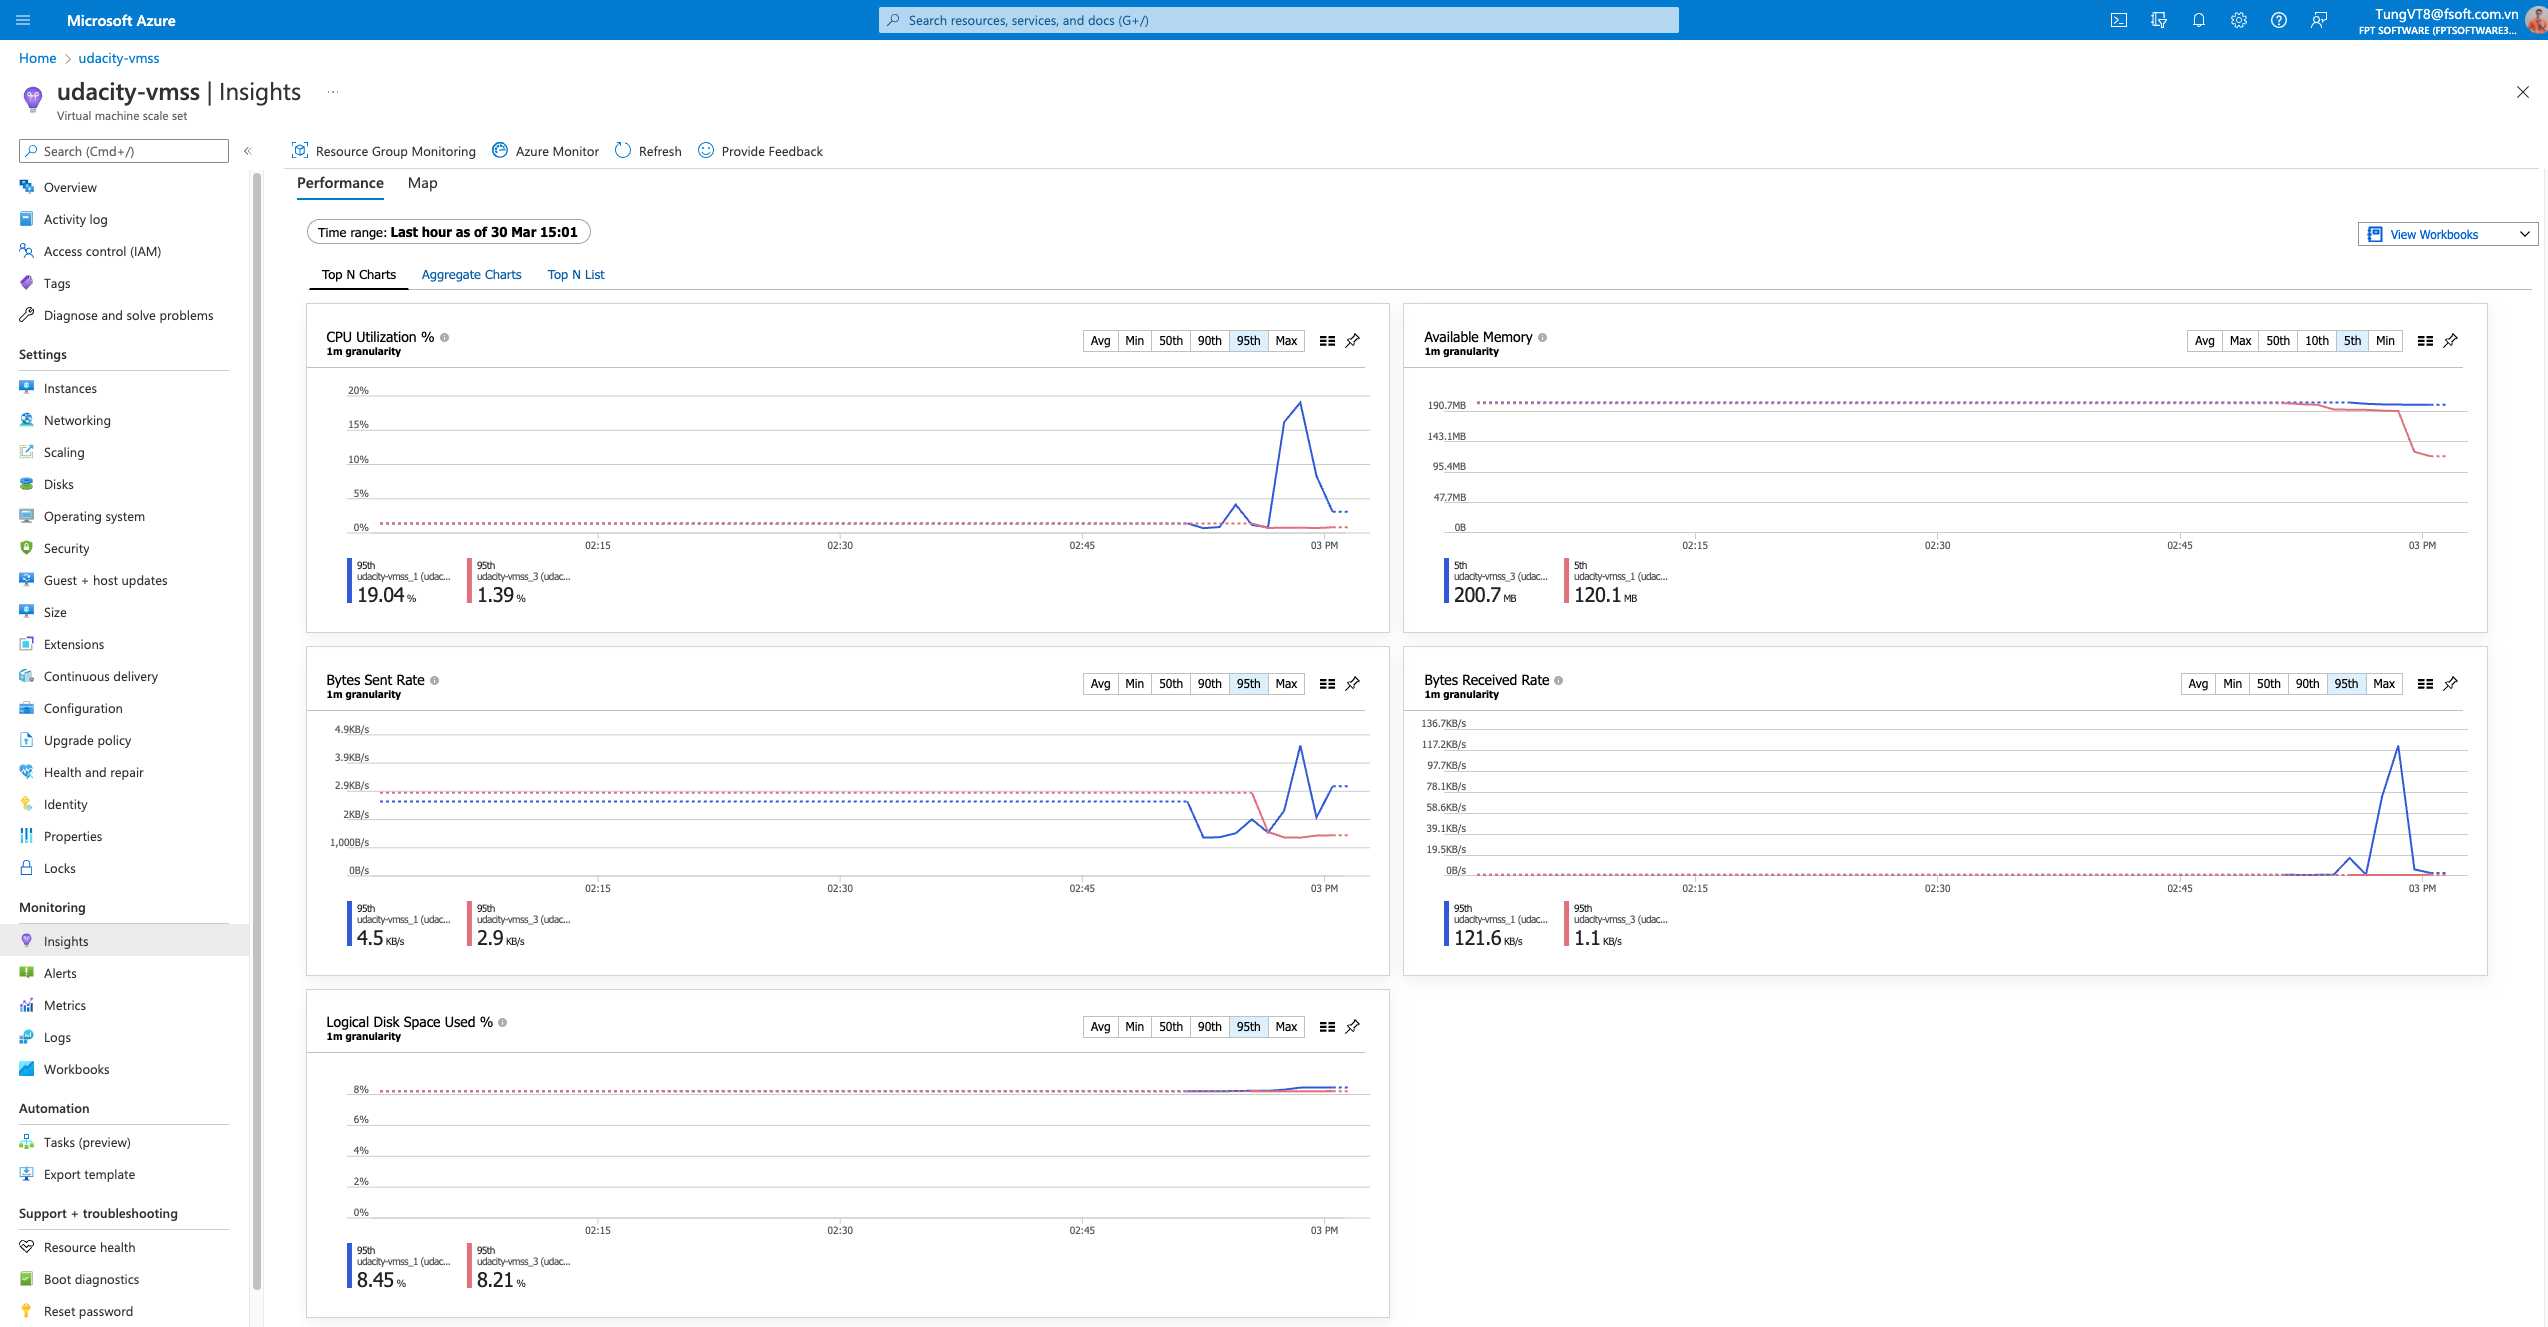 Microsoft Azure
Search resources, services, and docs (G+/)
TungVT8@fsoft.com.vn
FPT SOFTWARE (FPTSOFTWARE3...
Home > udacity-vmss
udacity-vmss | Insights ...
Virtual machine scale set
Search (Cmd+/)
«
Overview
Activity log
Access control (IAM)
Tags
Diagnose and solve problems
Settings
Instances
Networking
Scaling
Disks
Operating system
Security
Guest + host updates
Size
Extensions
Continuous delivery
Configuration
Upgrade policy
Health and repair
Identity
Properties
Locks
Monitoring
Insights
Alerts
Metrics
Logs
Workbooks
Automation
Tasks (preview)
Export template
Support + troubleshooting
Resource health
Boot diagnostics
Reset password
Resource Group Monitoring Azure Monitor Refresh Provide Feedback
Performance Map
Time range: Last hour as of 30 Mar 15:01
View Workbooks
Top N Charts Aggregate Charts Top N List
CPU Utilization %
1m granularity
Avg Min 50th 90th 95th Max
20%
15%
10%
5%
0%
02:15 02:30 02:45 03 PM
95th
udacity-vmss_1 (udac...
19.04 %
95th
udacity-vmss_3 (udac...
1.39 %
Available Memory
1m granularity
Avg Max 50th 10th 5th Min
190.7MB
143.1MB
95.4MB
47.7MB
0B
02:15 02:30 02:45 03 PM
5th
udacity-vmss_3 (udac...
200.7 MB
5th
udacity-vmss_1 (udac...
120.1 MB
Bytes Sent Rate
1m granularity
Avg Min 50th 90th 95th Max
4.9KB/s
3.9KB/s
2.9KB/s
2KB/s
1,000B/s
0B/s
02:15 02:30 02:45 03 PM
95th
udacity-vmss_1 (udac...
4.5 KB/s
95th
udacity-vmss_3 (udac...
2.9 KB/s
Bytes Received Rate
1m granularity
Avg Min 50th 90th 95th Max
136.7KB/s
117.2KB/s
97.7KB/s
78.1KB/s
58.6KB/s
39.1KB/s
19.5KB/s
0B/s
02:15 02:30 02:45 03 PM
95th
udacity-vmss_1 (udac...
121.6 KB/s
95th
udacity-vmss_3 (udac...
1.1 KB/s
Logical Disk Space Used %
1m granularity
Avg Min 50th 90th 95th Max
8%
6%
4%
2%
0%
02:15 02:30 02:45 03 PM
95th
udacity-vmss_1 (udac...
8.45 %
95th
udacity-vmss_3 (udac...
8.21 %